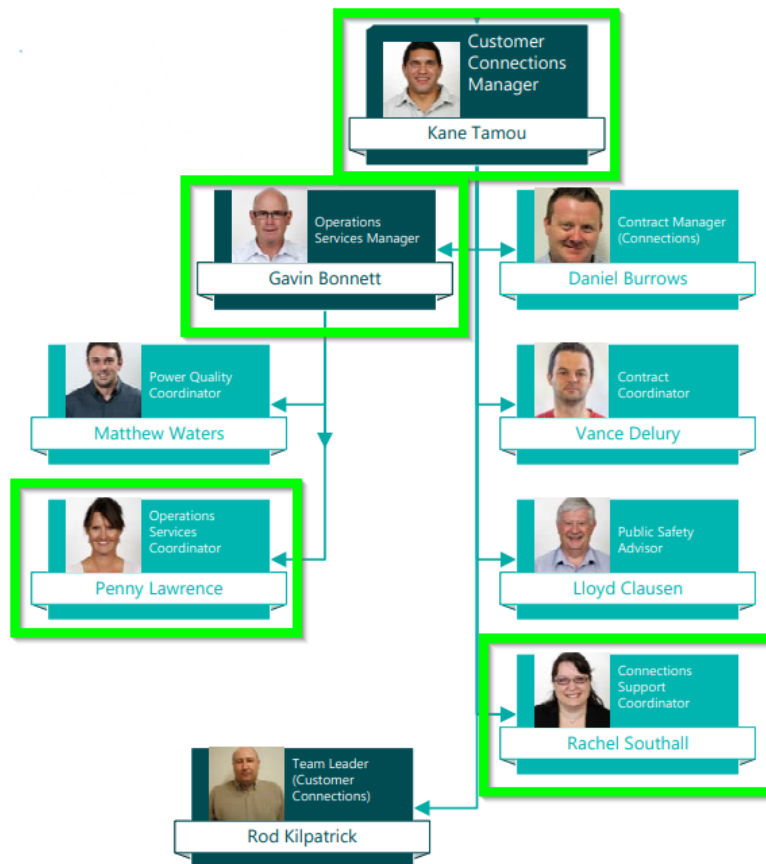 Customer
Connections
Manager
Kane Tamou
Operations
Services Manager
Gavin Bonnett
Contract Manager
(Connections)
Daniel Burrows
Power Quality
Coordinator
Matthew Waters
Contract
Coordinator
Vance Delury
Operations
Services
Coordinator
Penny Lawrence
Public Safety
Advisor
Lloyd Clausen
Connections
Support
Coordinator
Rachel Southall
Team Leader
(Customer
Connections)
Rod Kilpatrick